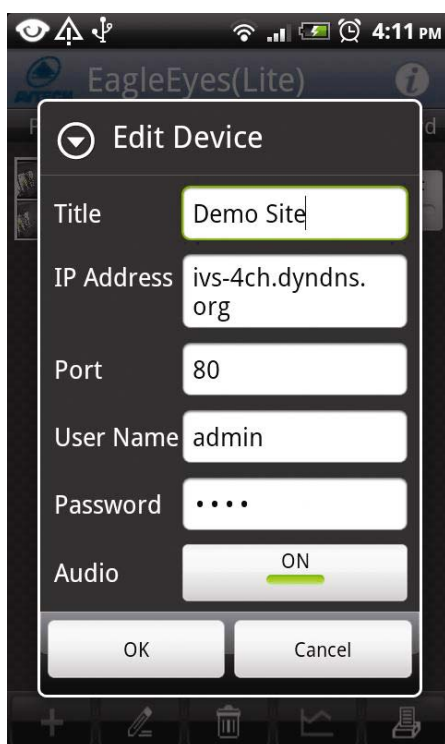 4:11 PM
AVTECH
EagleEyes(Lite)
Edit Device
Title
Demo Site
IP Address
ivs-4ch.dyndns.
org
Port
80
User Name
admin
Password
••••
Audio
ON
OK
Cancel